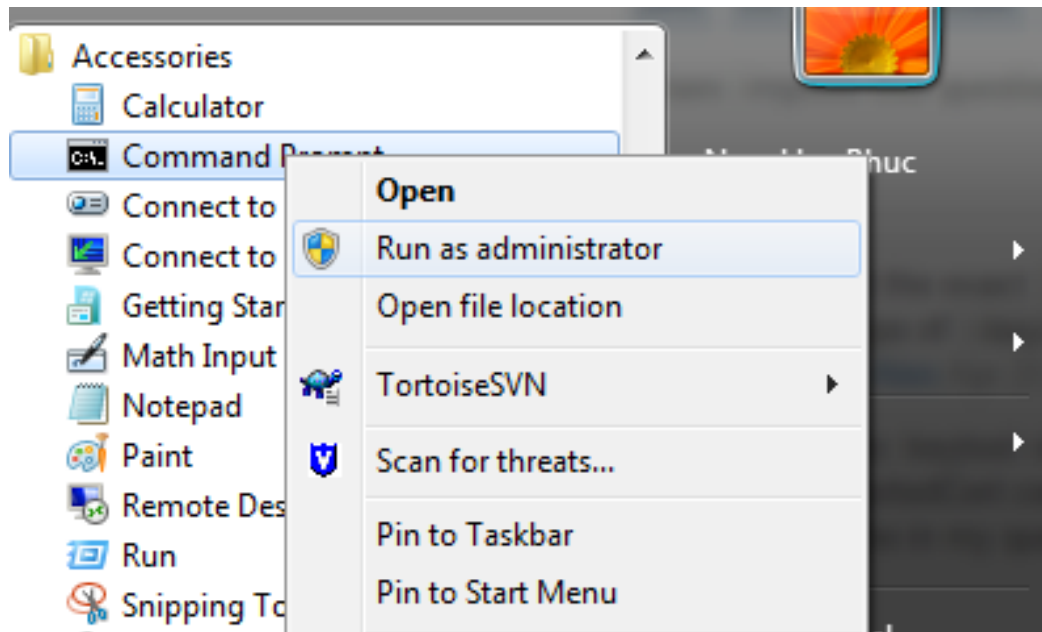 Accessories
Calculator
Command Prompt
Connect to
Connect to
Getting Star
Math Input
Notepad
Paint
Remote Des
Run
Snipping To
Open
Run as administrator
Open file location
TortoiseSVN
Scan for threats...
Pin to Taskbar
Pin to Start Menu
huc